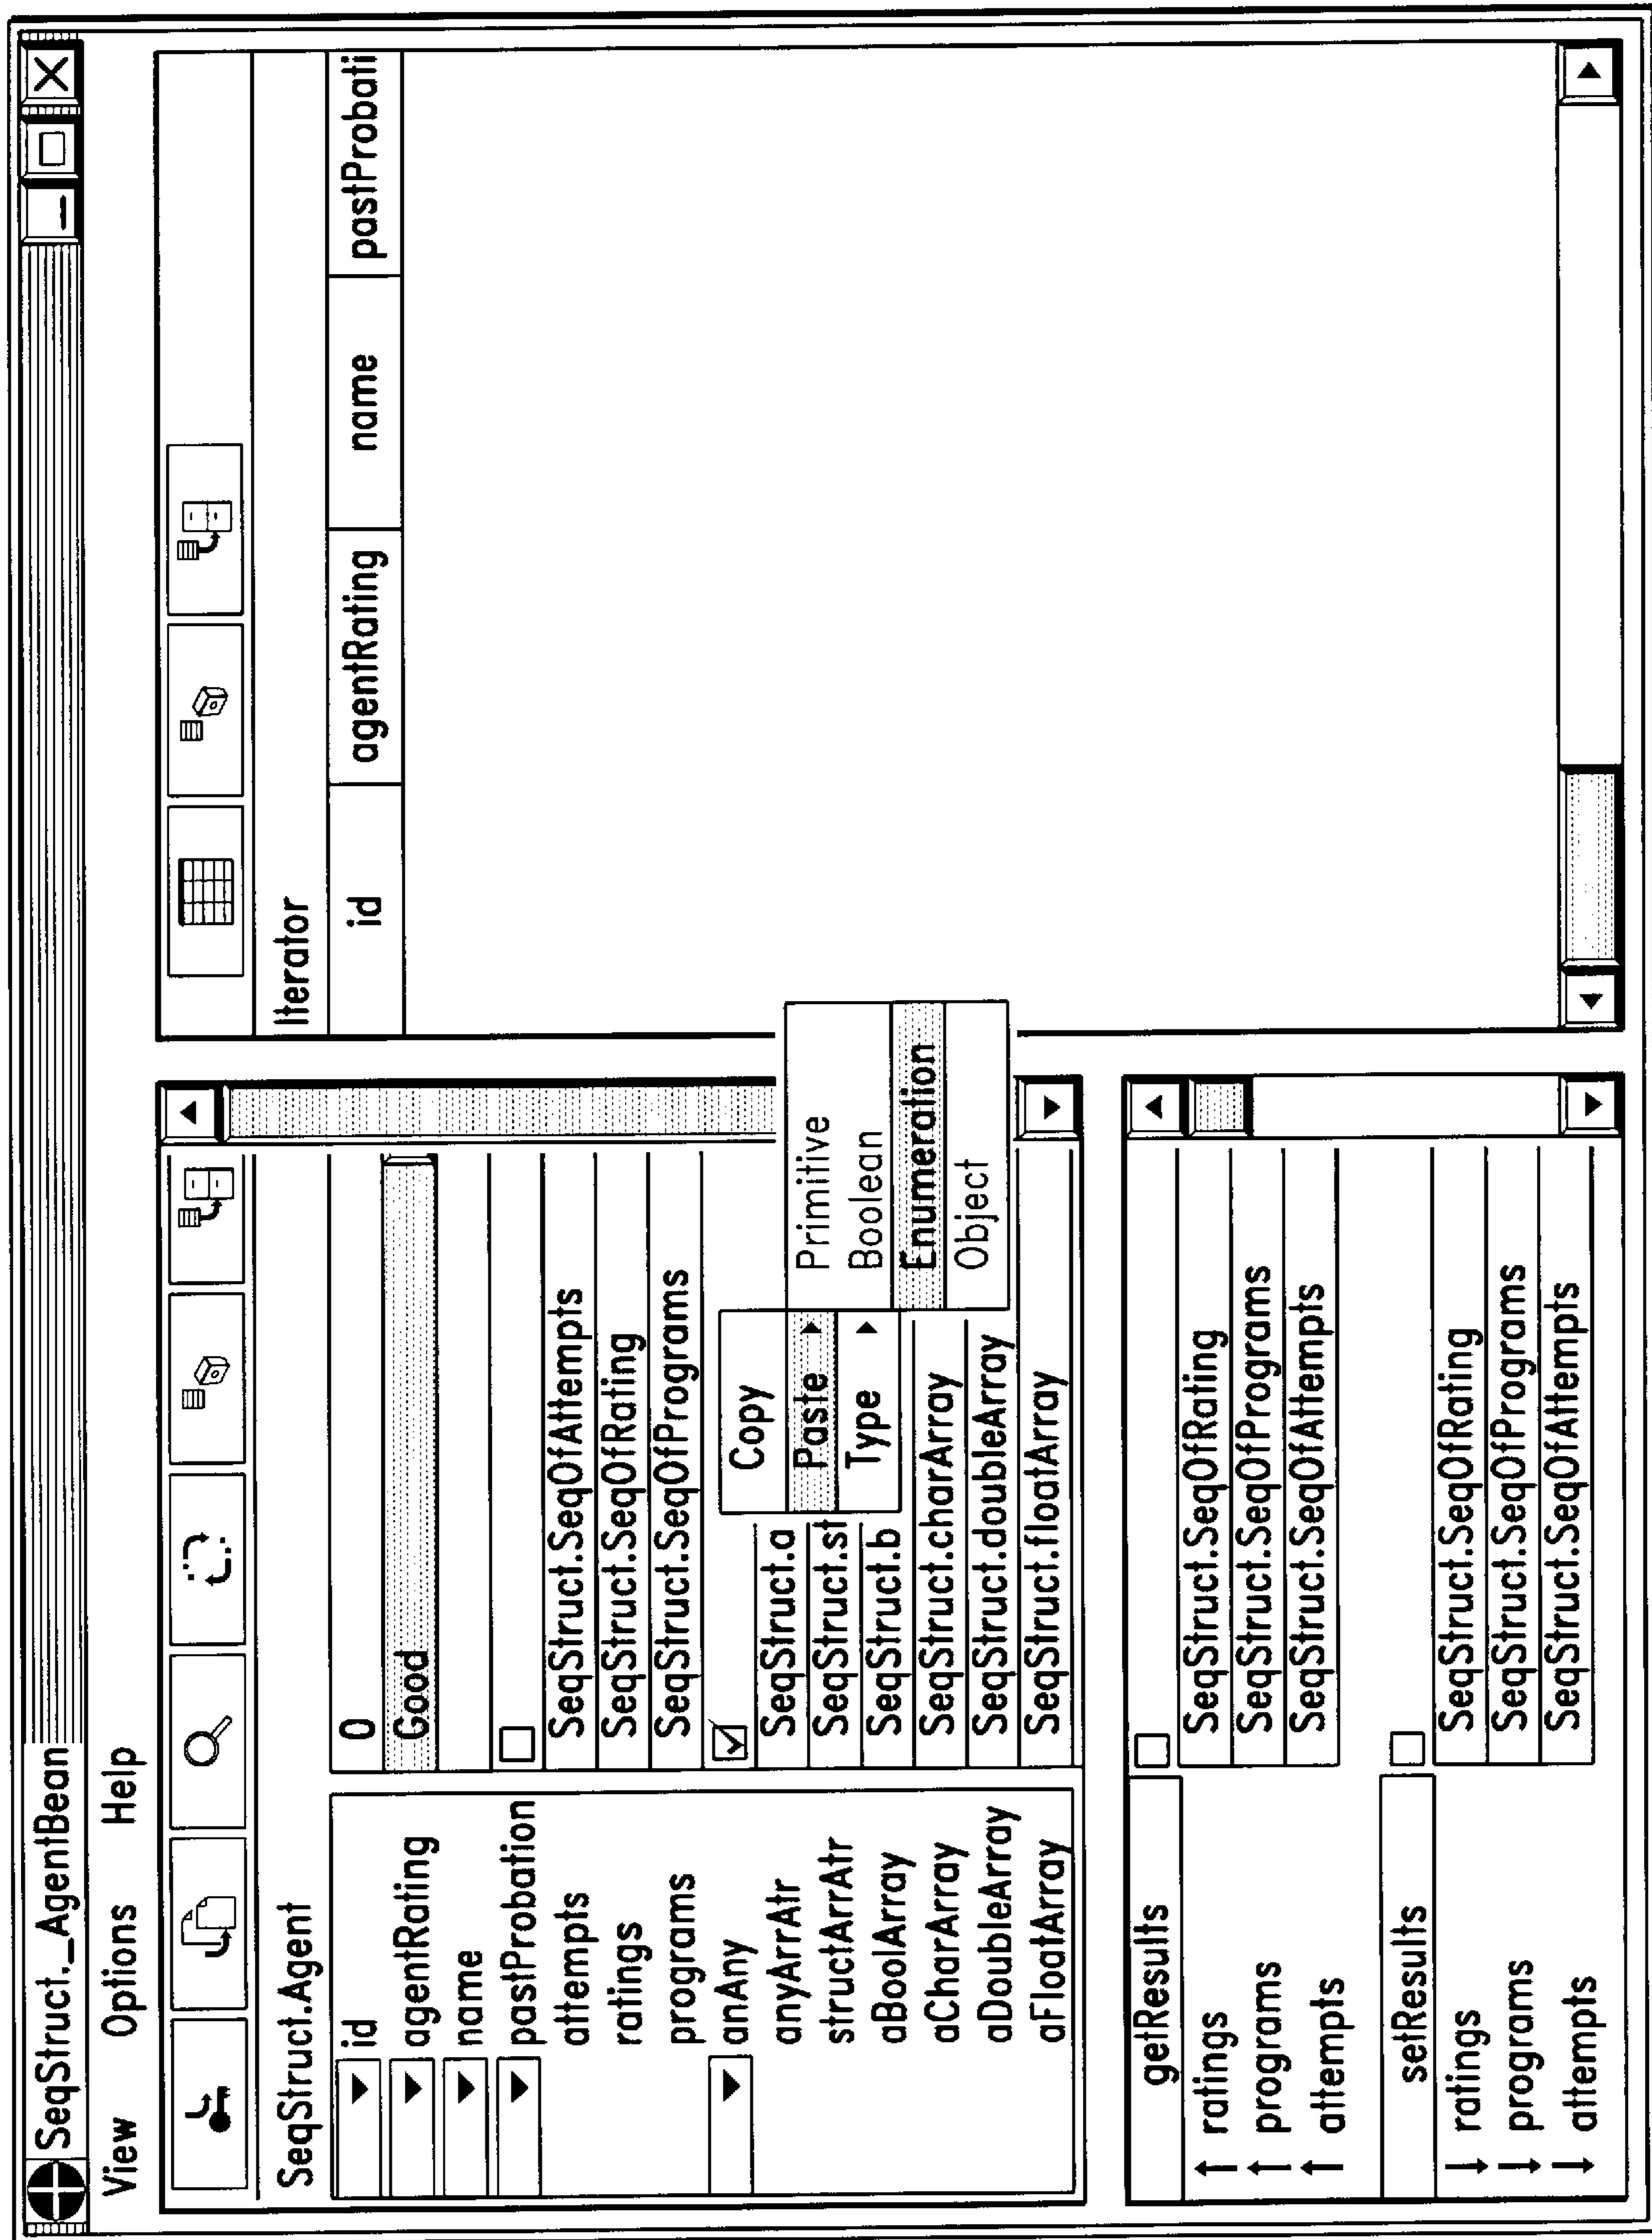 SeqStruct._AgentBean
View Options Help
SeqStruct.Agent
id 0
agentRating Good
name
pastProbation
attempts SeqStruct.SeqOfAttempts
ratings SeqStruct.SeqOfRating
programs SeqStruct.SeqOfPrograms
anAny
anyArrAtr SeqStruct.a
structArrAtr SeqStruct.st
aBoolArray SeqStruct.b
aCharArray SeqStruct.charArray
aDoubleArray SeqStruct.doubleArray
aFloatArray SeqStruct.floatArray
Copy
Paste
Type
Primitive
Boolean
Enumeration
Object
getResults
ratings SeqStruct.SeqOfRating
programs SeqStruct.SeqOfPrograms
attempts SeqStruct.SeqOfAttempts
setResults
ratings SeqStruct.SeqOfRating
programs SeqStruct.SeqOfPrograms
attempts SeqStruct.SeqOfAttempts
Iterator
id agentRating name pastProbati